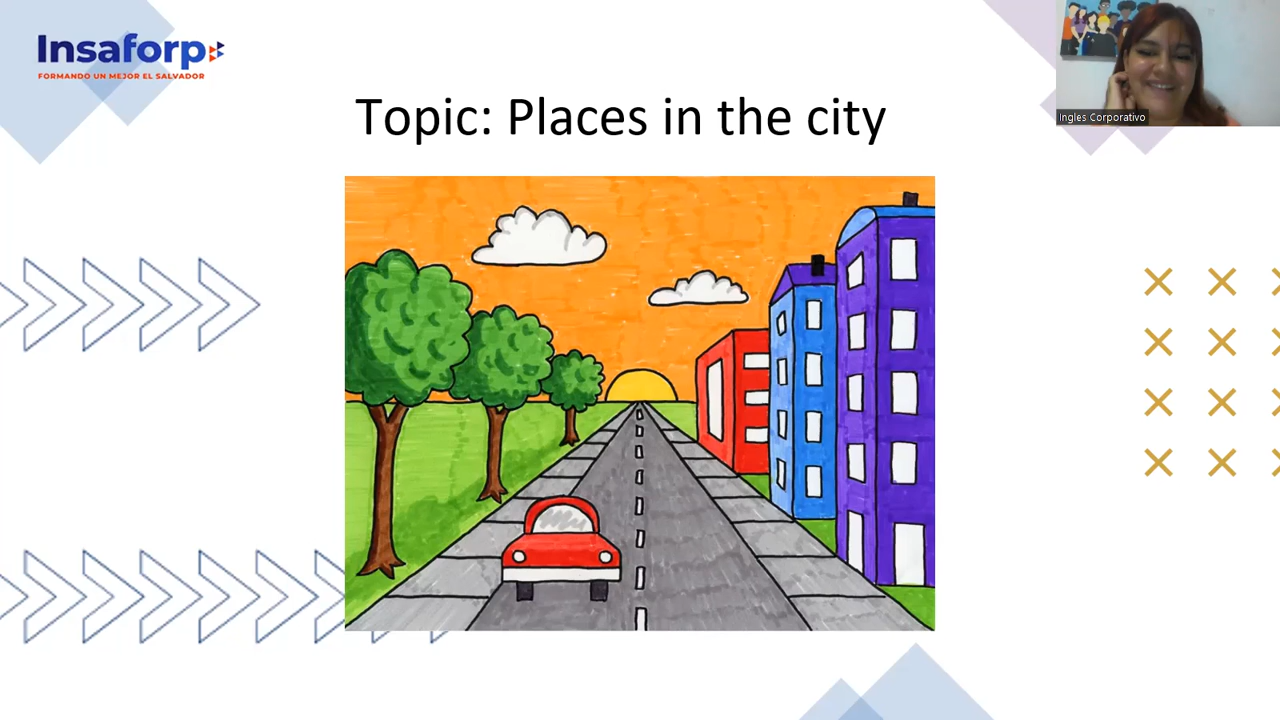 Insaforp
FORMANDO UN MEJOR EL SALVADOR
Topic: Places in the city
Ingles Corporativo